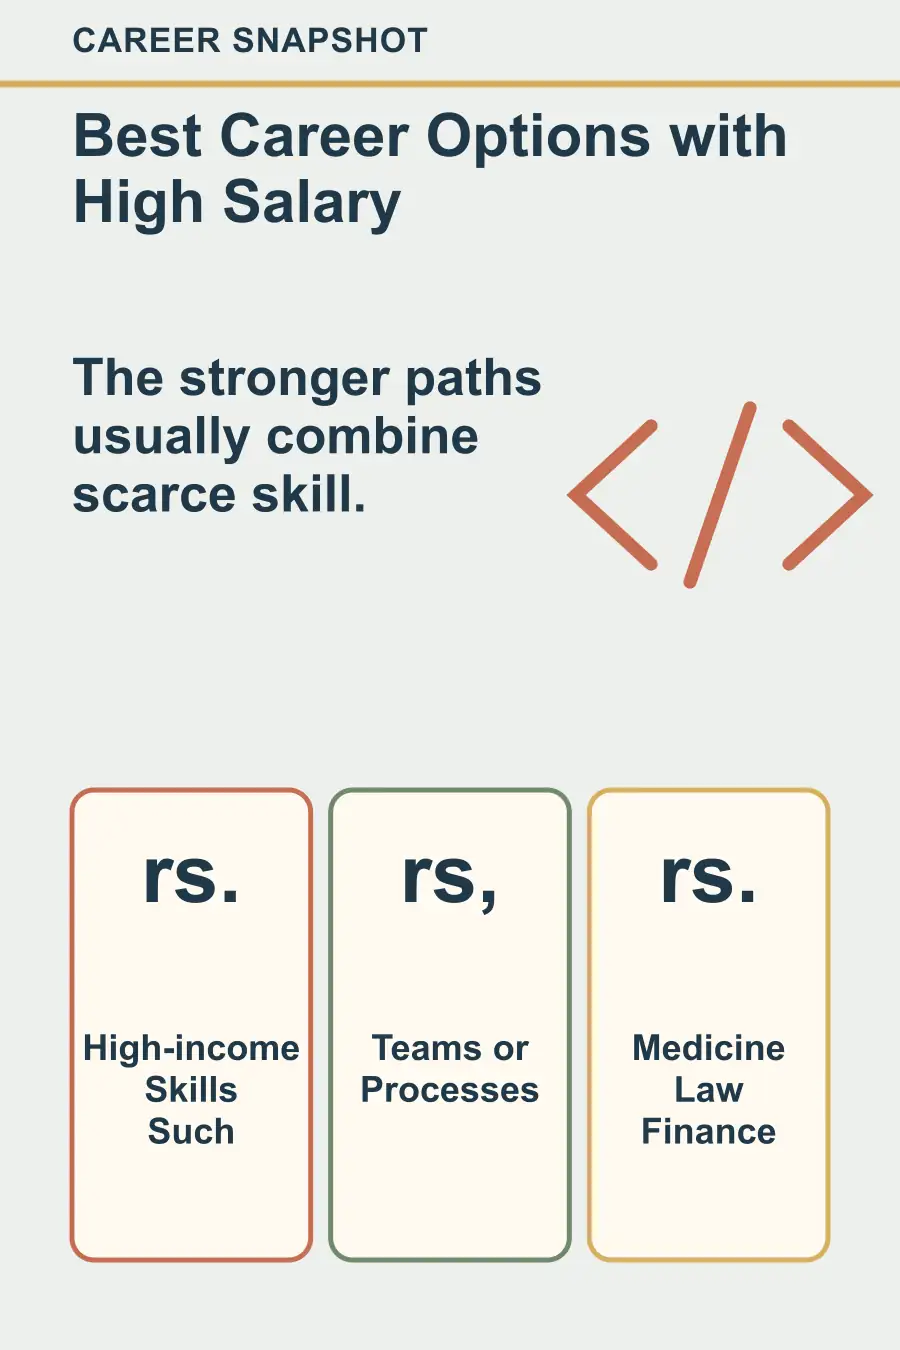 CAREER SNAPSHOT
Best Career Options with
High Salary
The stronger paths
usually combine
scarce skill.
</>
rs.
High-income
Skills
Such
rs,
Teams or
Processes
rs.
Medicine
Law
Finance